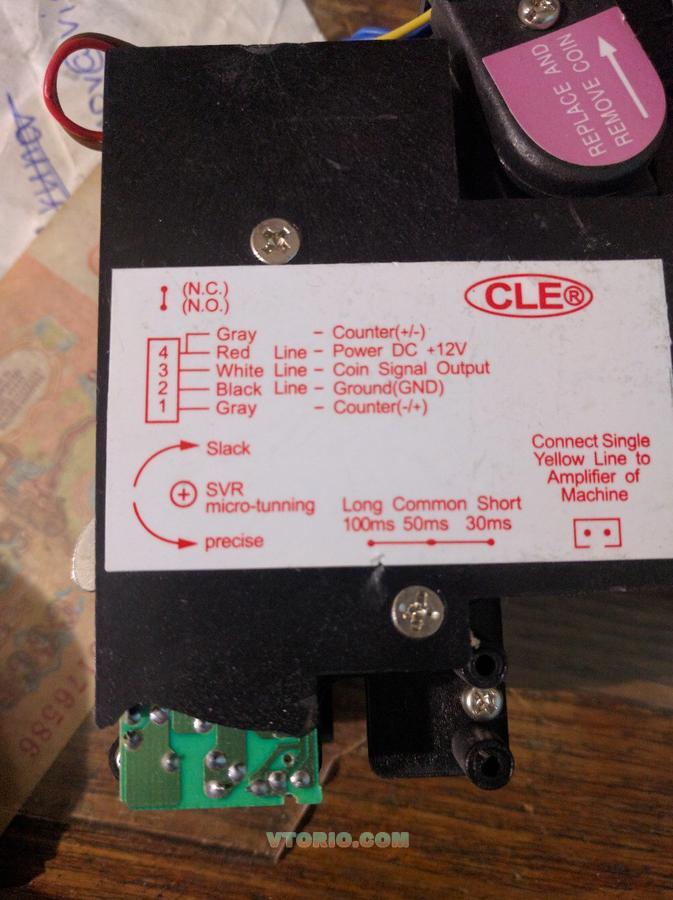 REPLACE AND
REMOVE COIN
(N.C.)
(N.O.)
CLE®
Gray – Counter(+/-)
4 Red Line – Power DC +12V
3 White Line – Coin Signal Output
2 Black Line – Ground(GND)
1 Gray – Counter(-/+)
Slack
SVR
micro-tunning
precise
Long Common Short
100ms 50ms 30ms
Connect Single
Yellow Line to
Amplifier of
Machine
VTORIO.COM